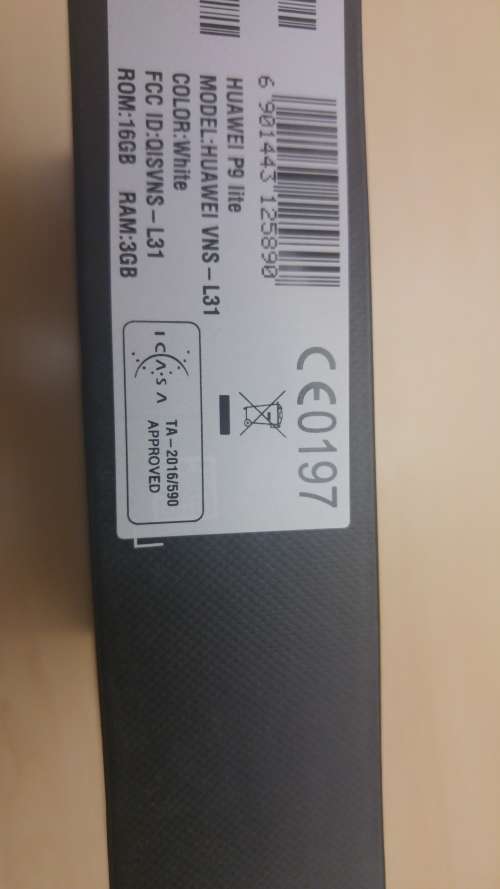 6 901443 125890
HUAWEI P9 lite
MODEL:HUAWEI VNS-L31
COLOR:White
FCC ID:QISVNS-L31
ROM:16GB RAM:3GB
CE0197
ICASA
TA-2016/590
APPROVED